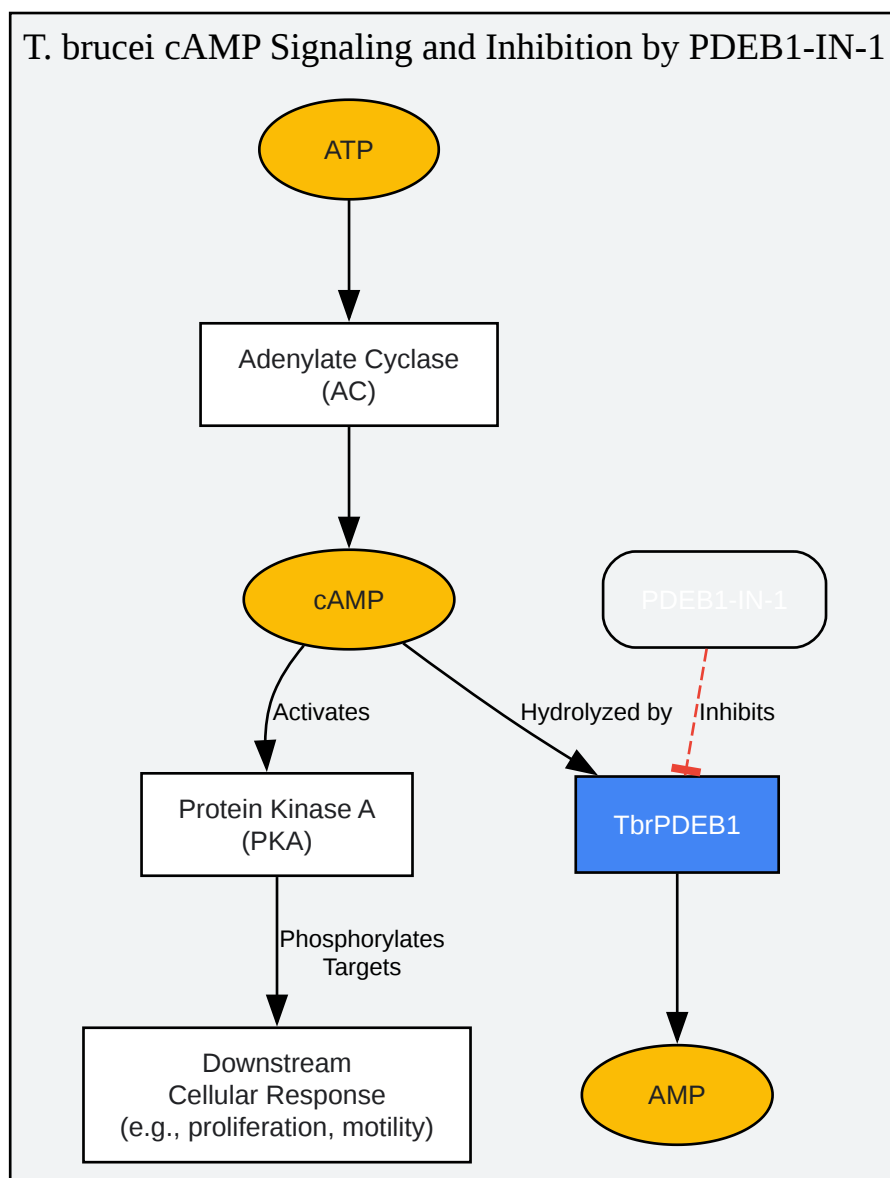 T. brucei cAMP Signaling and Inhibition by PDEB1-IN-1
ATP
Adenylate Cyclase
(AC)
cAMP
PDEB1-IN-1
Activates
Hydrolyzed by
Inhibits
Protein Kinase A
(PKA)
TbrPDEB1
Phosphorylates
Targets
Downstream
Cellular Response
(e.g., proliferation, motility)
AMP